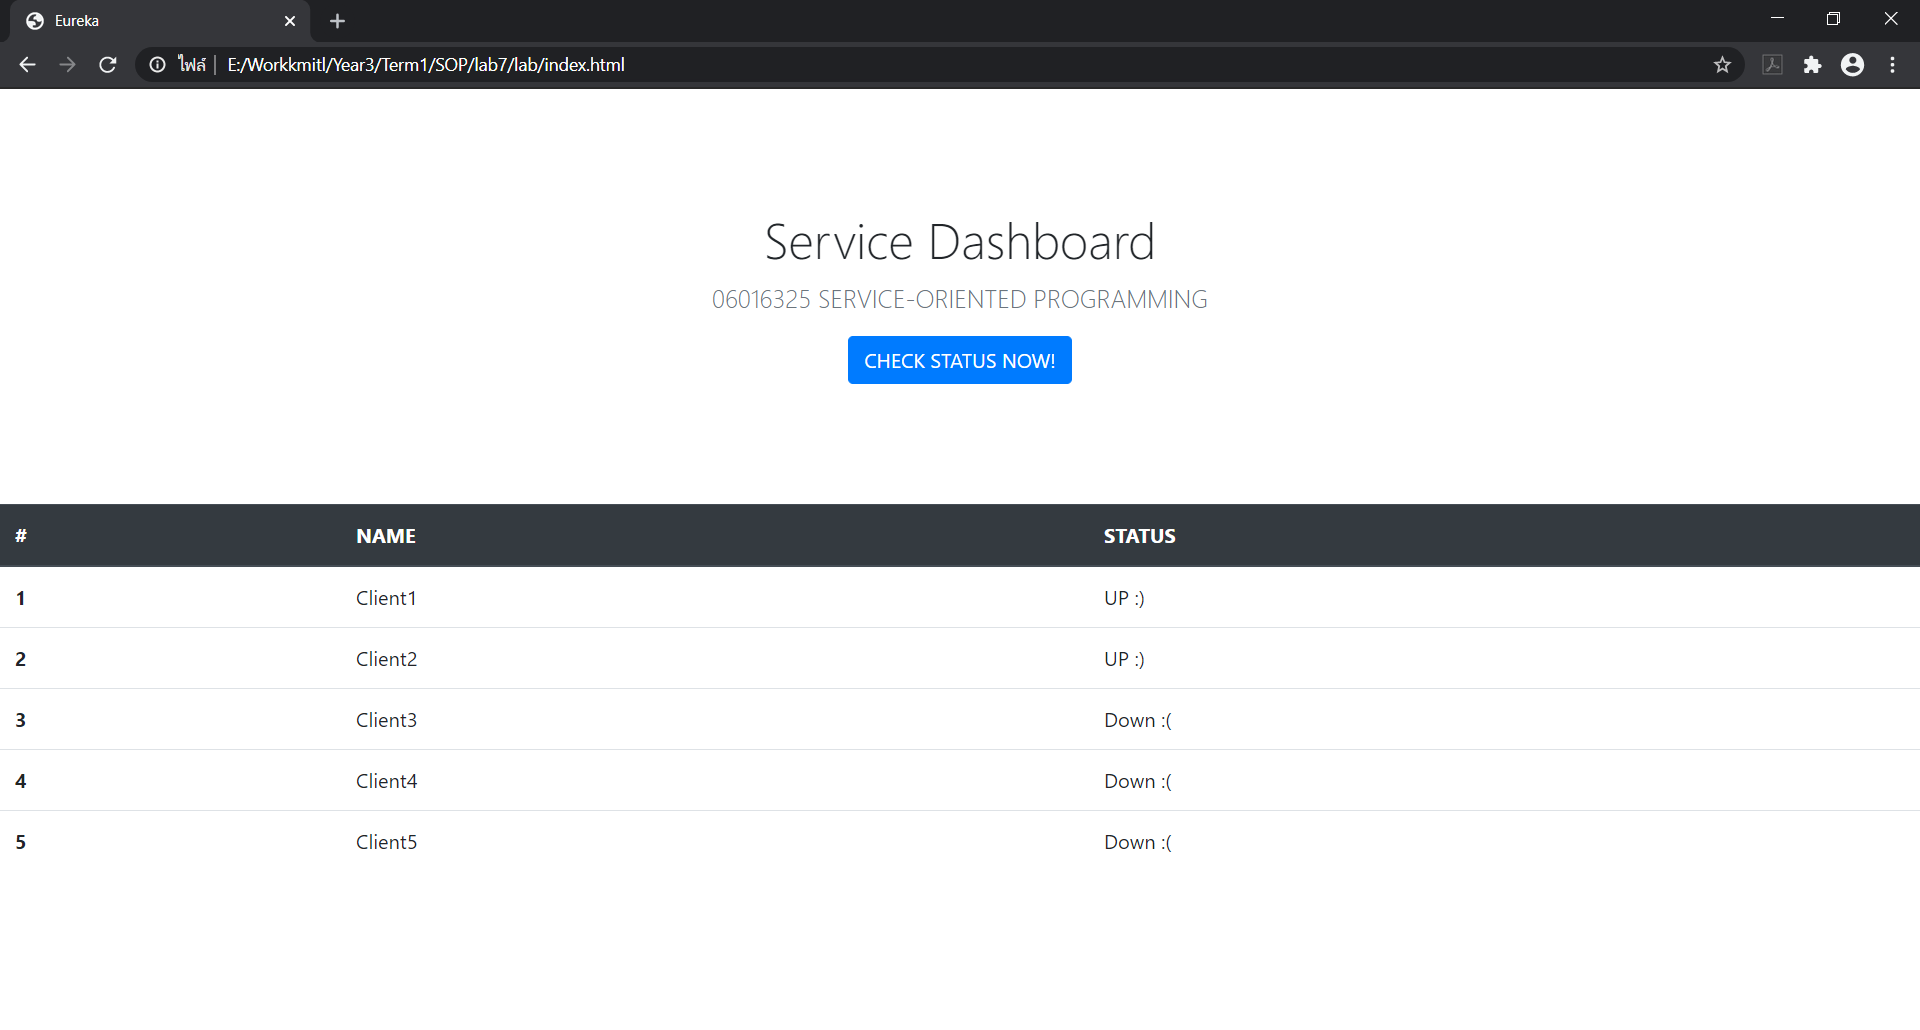 Eureka
ไฟล์ | E:/Workkmitl/Year3/Term1/SOP/lab7/lab/index.html
Service Dashboard
06016325 SERVICE-ORIENTED PROGRAMMING
CHECK STATUS NOW!
# NAME STATUS
1 Client1 UP :)
2 Client2 UP :)
3 Client3 Down :(
4 Client4 Down :(
5 Client5 Down :(